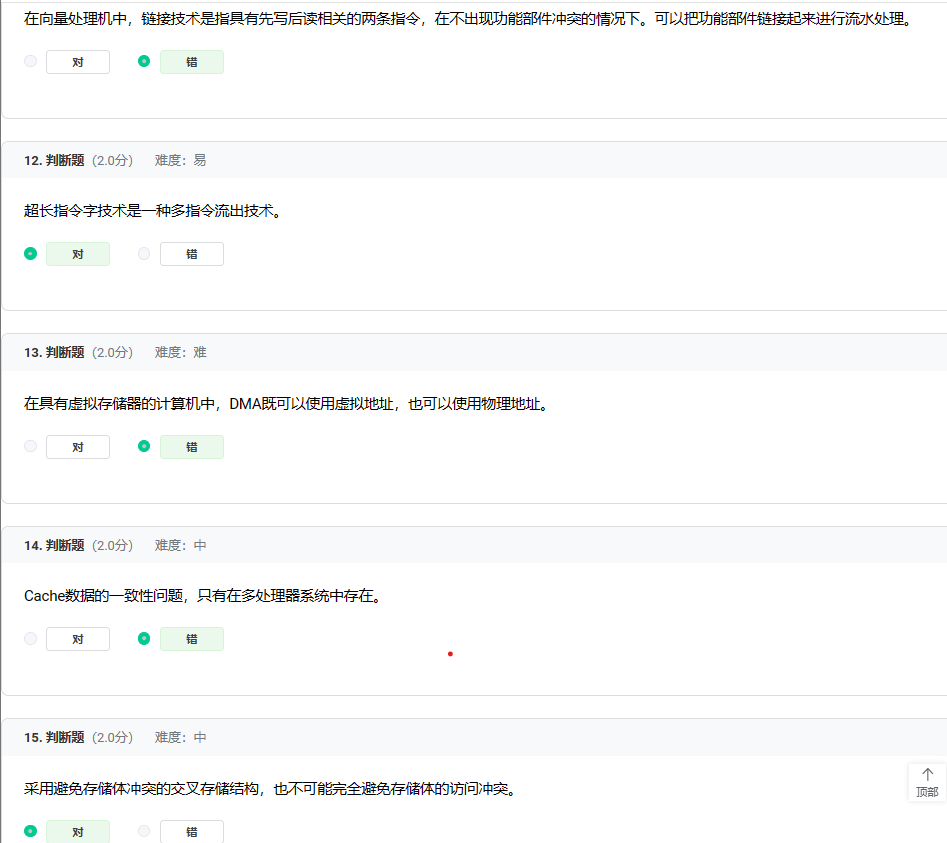 在向量处理机中，链接技术是指具有先写后读相关的两条指令，在不出现功能部件冲突的情况下。可以把功能部件链接起来进行流水处理。
对 错
12. 判断题 (2.0分) 难度：易
超长指令字技术是一种多指令流出技术。
对 错
13. 判断题 (2.0分) 难度：难
在具有虚拟存储器的计算机中，DMA既可以使用虚拟地址，也可以使用物理地址。
对 错
14. 判断题 (2.0分) 难度：中
Cache数据的一致性问题，只有在多处理器系统中存在。
对 错
15. 判断题 (2.0分) 难度：中
采用避免存储体冲突的交叉存储结构，也不可能完全避免存储体的访问冲突。
顶部
对 错